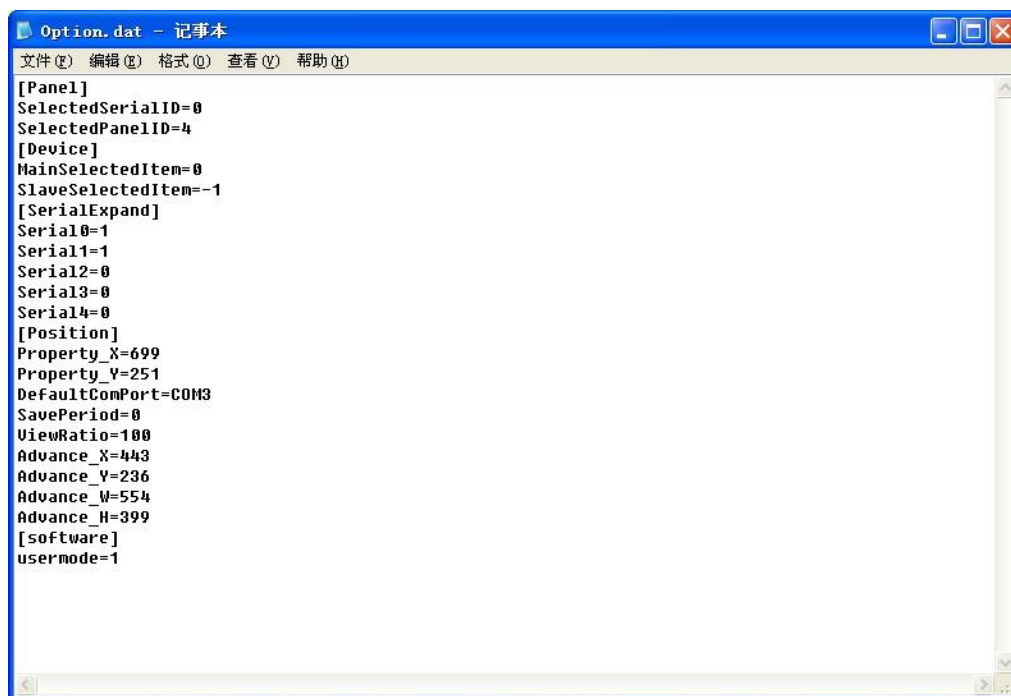 Option.dat - 记事本
文件(F) 编辑(E) 格式(O) 查看(V) 帮助(H)
[Panel]
SelectedSerialID=0
SelectedPanelID=4
[Device]
MainSelectedItem=0
SlaveSelectedItem=-1
[SerialExpand]
Serial0=1
Serial1=1
Serial2=0
Serial3=0
Serial4=0
[Position]
Property_X=699
Property_Y=251
DefaultComPort=COM3
SavePeriod=0
ViewRatio=100
Advance_X=443
Advance_Y=236
Advance_W=554
Advance_H=399
[software]
usermode=1